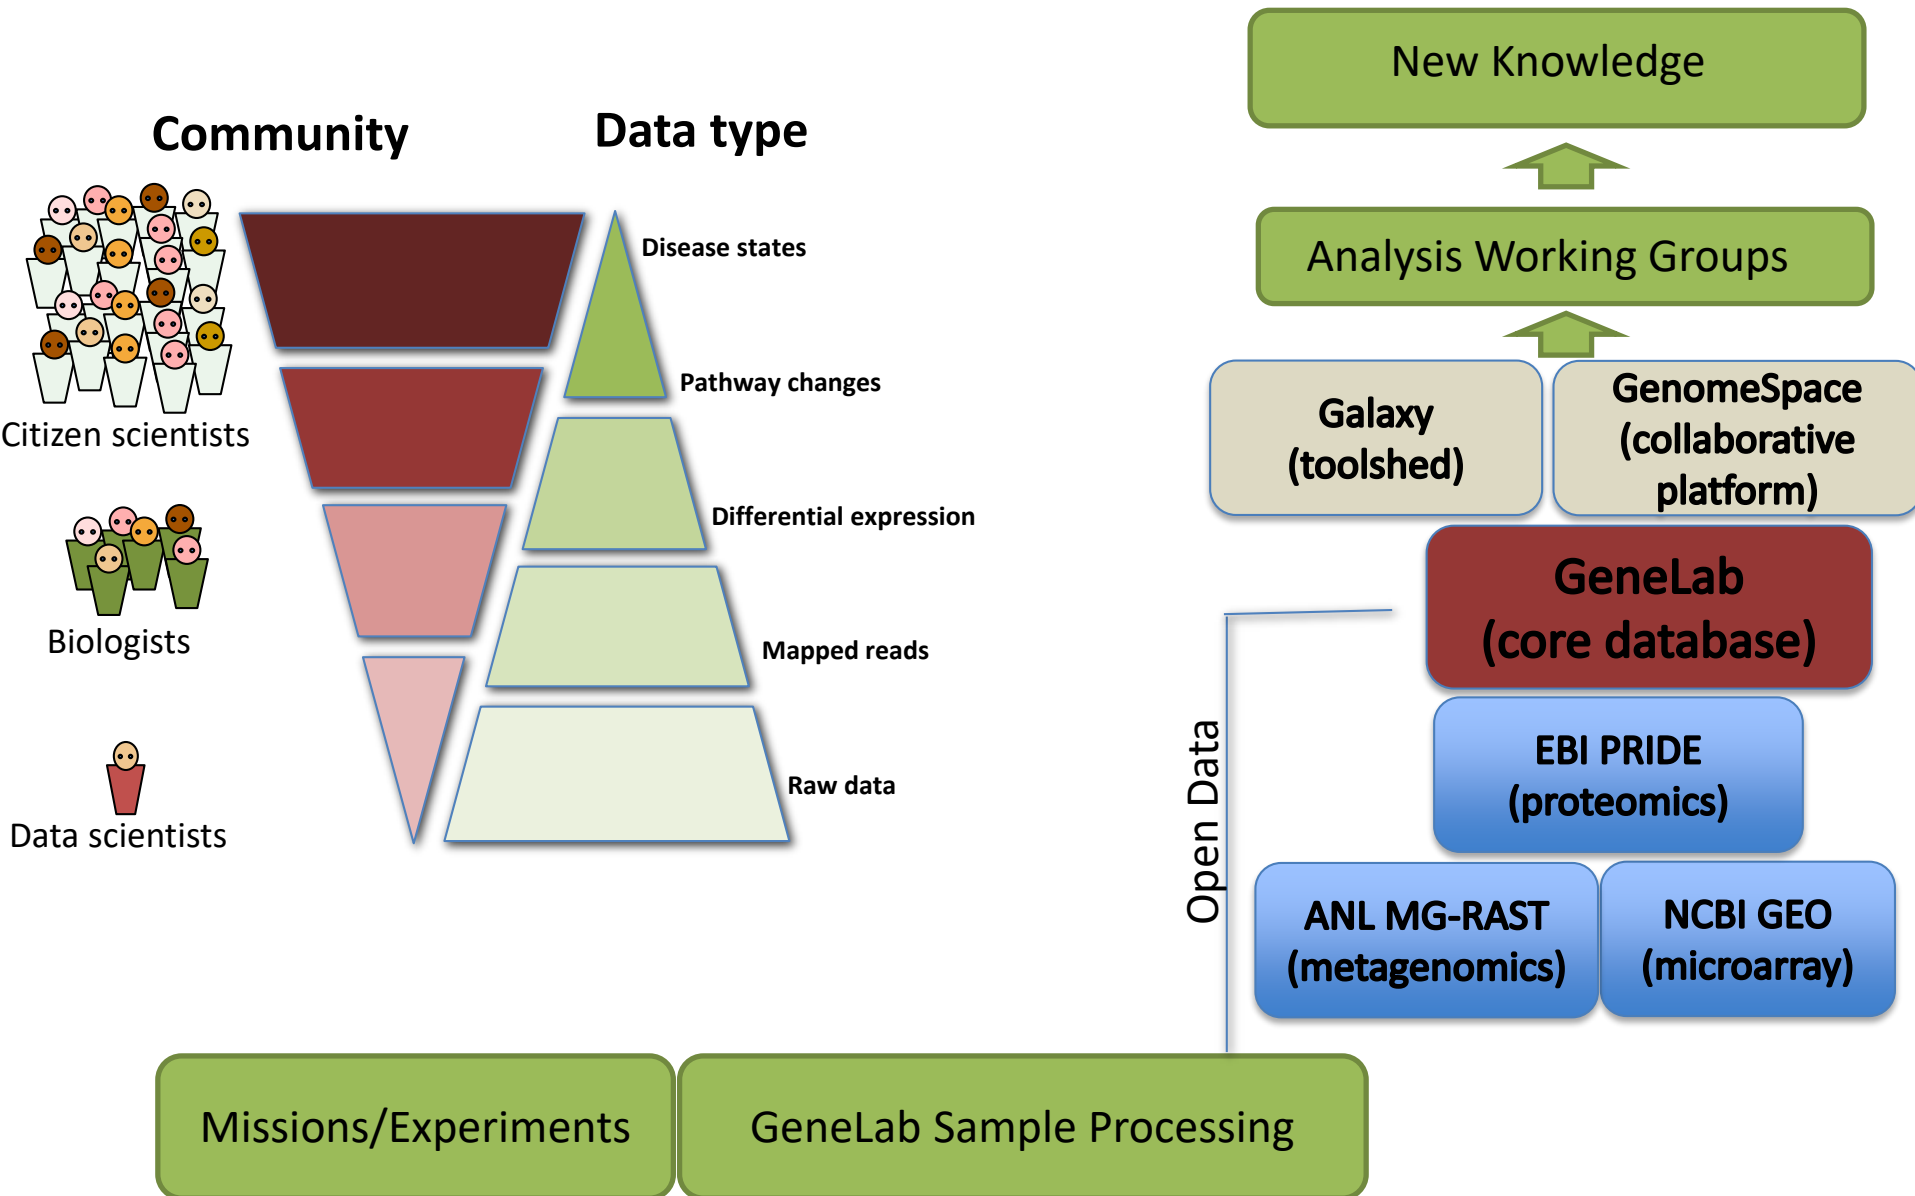 Community
Data type
Citizen scientists
Biologists
Data scientists
Disease states
Pathway changes
Differential expression
Mapped reads
Raw data
New Knowledge
Analysis Working Groups
Galaxy
(toolshed)
GenomeSpace
(collaborative
platform)
GeneLab
(core database)
EBI PRIDE
(proteomics)
ANL MG-RAST
(metagenomics)
NCBI GEO
(microarray)
Open Data
Missions/Experiments
GeneLab Sample Processing